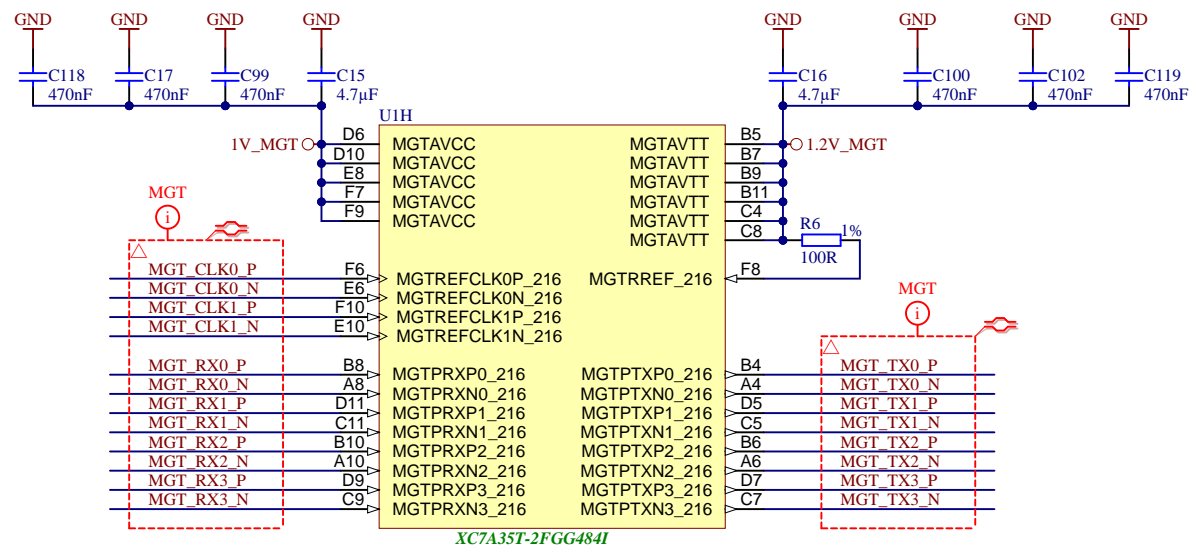 GND GND GND GND GND GND GND GND
C118 C17 C99 C15 C16 C100 C102 C119
470nF 470nF 470nF 4.7µF 4.7µF 470nF 470nF 470nF
U1H
1V_MGT D6 MGTAVCC MGTAVTT B5 1.2V_MGT
D10 MGTAVCC MGTAVTT B7
E8 MGTAVCC MGTAVTT B9
F7 MGTAVCC MGTAVTT B11
F9 MGTAVCC MGTAVTT C4
MGTAVTT C8 R6 1%
100R
MGT
i
MGT_CLK0_P F6 MGTREFCLK0P_216 MGTRREF_216 F8
MGT_CLK0_N E6 MGTREFCLK0N_216
MGT_CLK1_P F10 MGTREFCLK1P_216
MGT_CLK1_N E10 MGTREFCLK1N_216
MGT
i
MGT_RX0_P B8 MGTPRXP0_216 MGTPTXP0_216 B4 MGT_TX0_P
MGT_RX0_N A8 MGTPRXN0_216 MGTPTXN0_216 A4 MGT_TX0_N
MGT_RX1_P D11 MGTPRXP1_216 MGTPTXP1_216 D5 MGT_TX1_P
MGT_RX1_N C11 MGTPRXN1_216 MGTPTXN1_216 C5 MGT_TX1_N
MGT_RX2_P B10 MGTPRXP2_216 MGTPTXP2_216 B6 MGT_TX2_P
MGT_RX2_N A10 MGTPRXN2_216 MGTPTXN2_216 A6 MGT_TX2_N
MGT_RX3_P D9 MGTPRXP3_216 MGTPTXP3_216 D7 MGT_TX3_P
MGT_RX3_N C9 MGTPRXN3_216 MGTPTXN3_216 C7 MGT_TX3_N
XC7A35T-2FGG484I